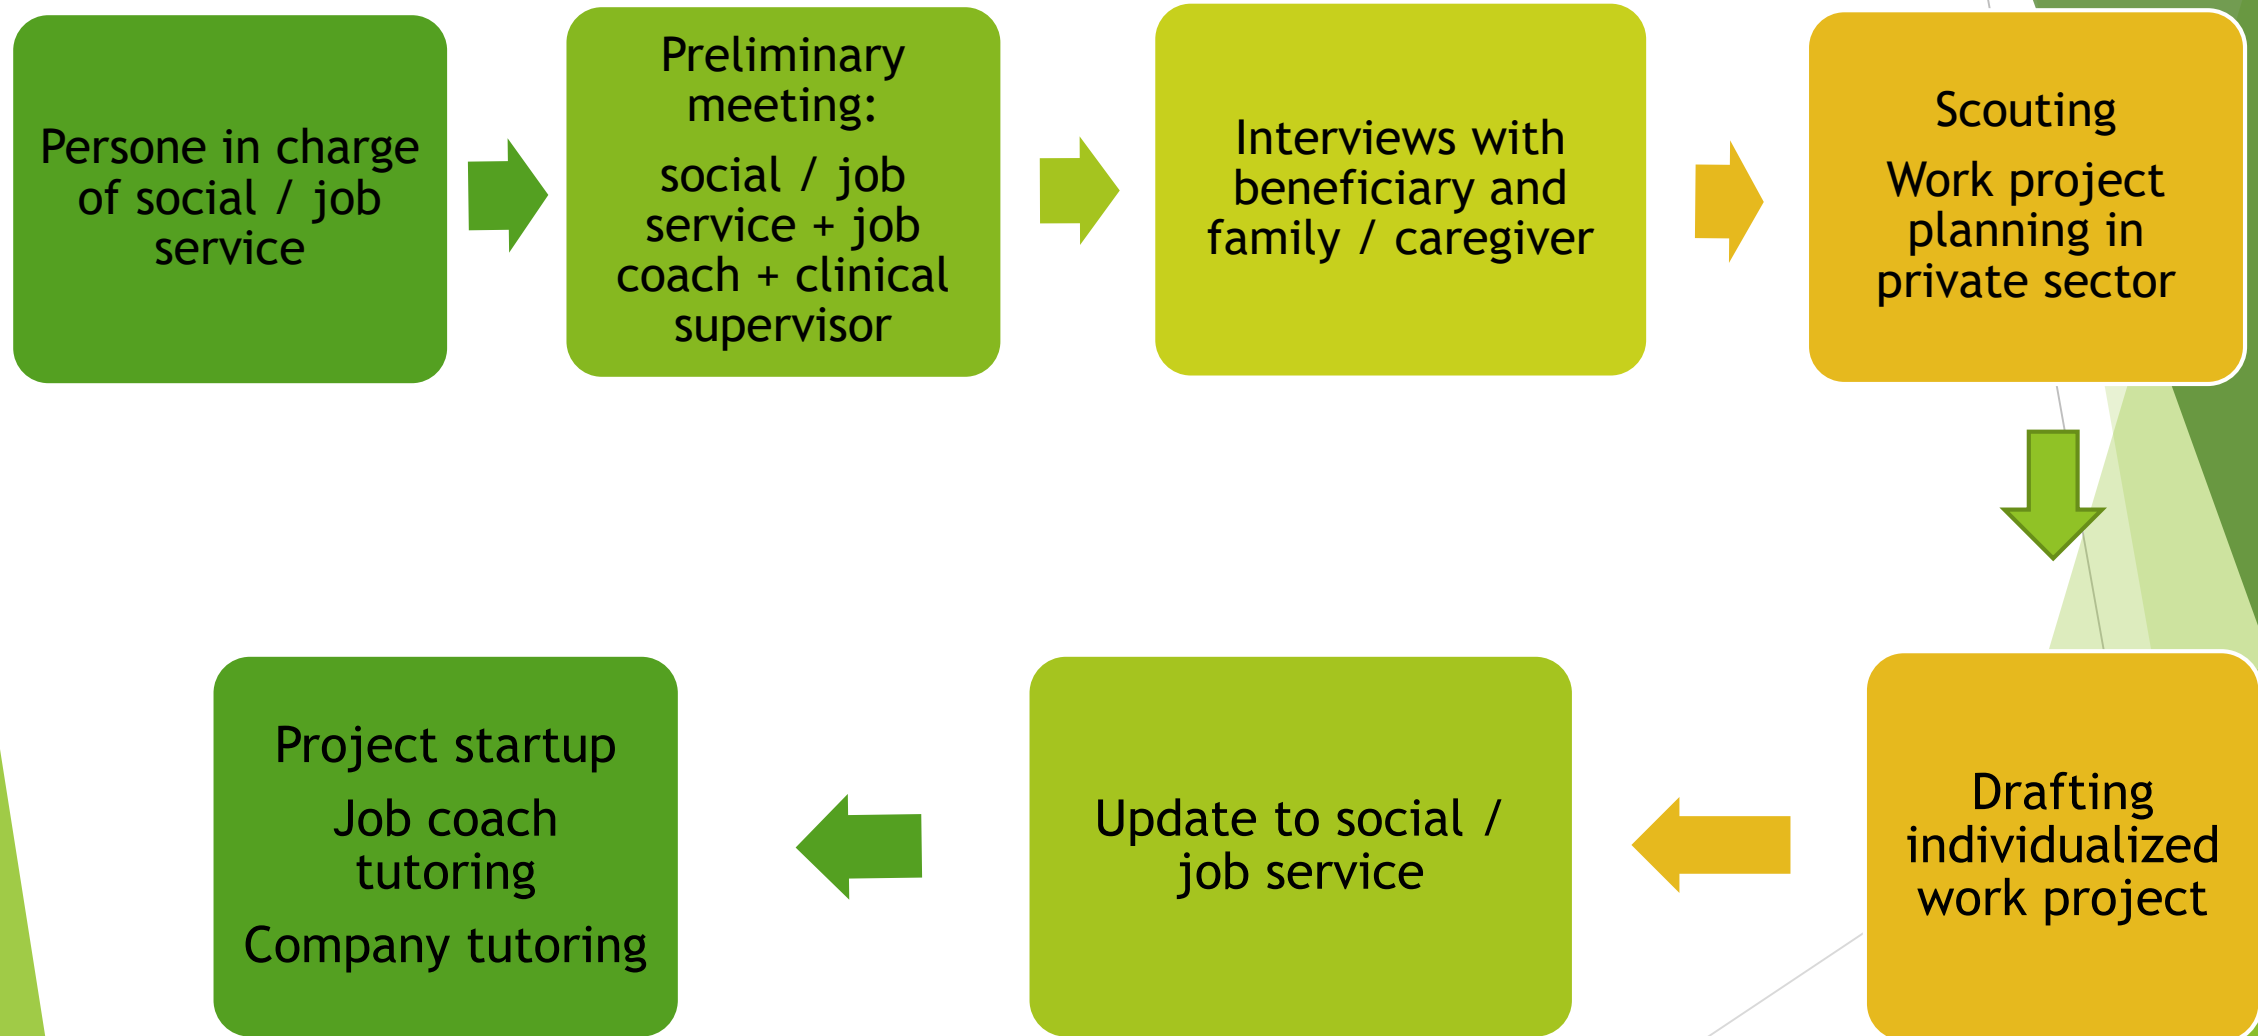 Persone in charge
of social / job
service
Preliminary
meeting:
social / job
service + job
coach + clinical
supervisor
Interviews with
beneficiary and
family / caregiver
Scouting
Work project
planning in
private sector
Project startup
Job coach
tutoring
Company tutoring
Update to social /
job service
Drafting
individualized
work project